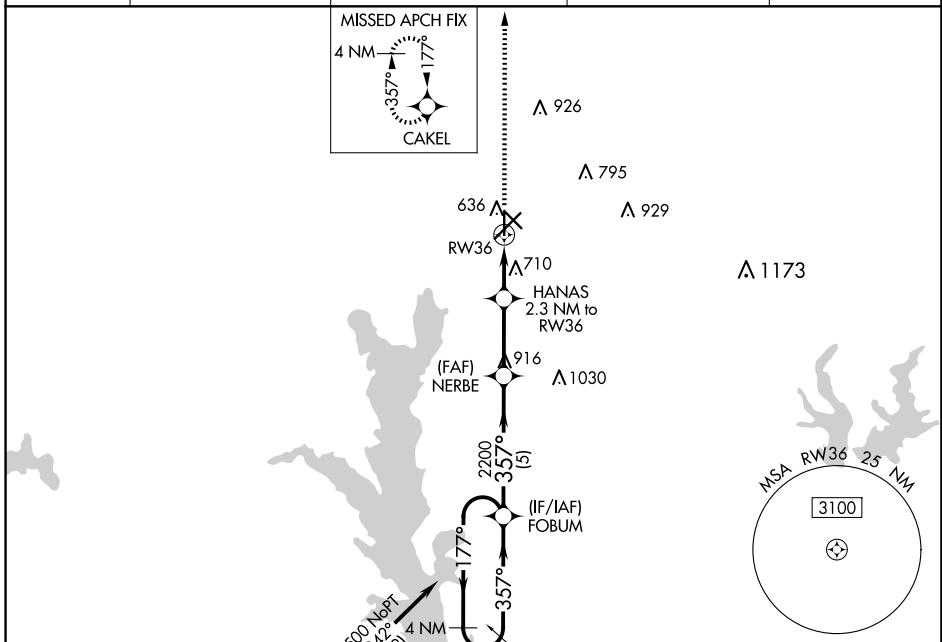 MISSED APCH FIX
4 NM
177°
357°
CAKEL
926
795
636
929
RW36
710
1173
HANAS
2.3 NM to
RW36
916
(FAF)
NERBE
1030
2200
357°
(5)
MSA RW36 25 NM
3100
(IF/IAF)
FOBUM
177°
357°
NoPT
4 NM